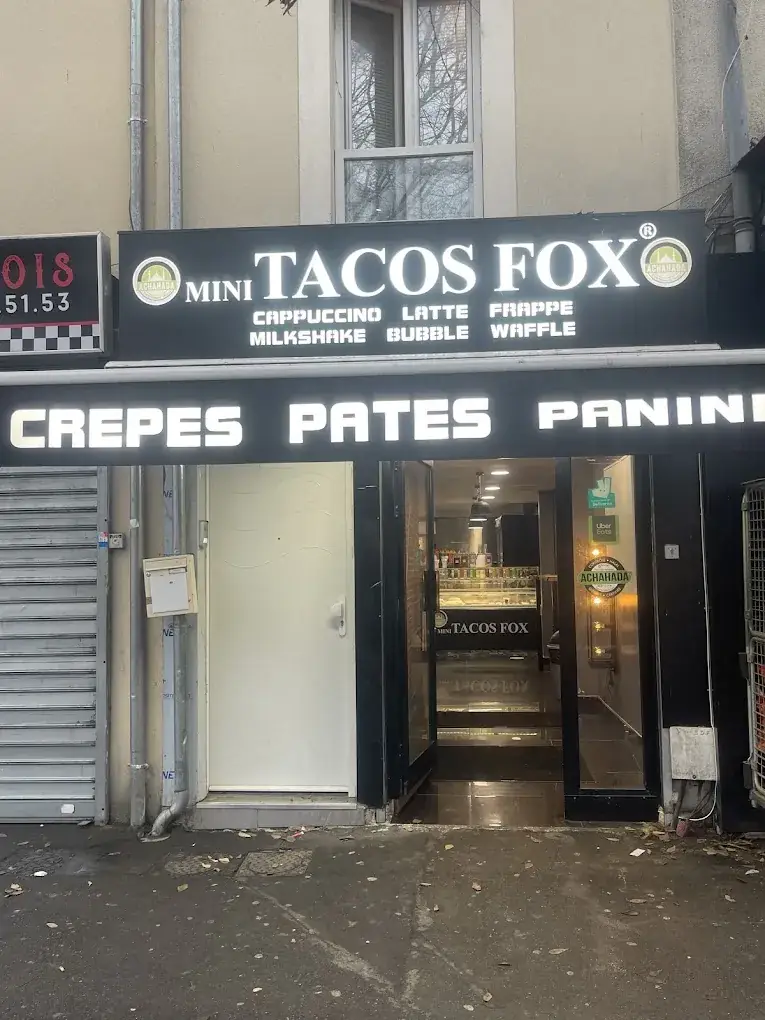 OIS
.51.53
ACHAHADA
MINI TACOS FOX®
ACHAHADA
CAPPUCCINO LATTE FRAPPE
MILKSHAKE BUBBLE WAFFLE
CREPES PATES PANINI
Uber
Eats
ACHAHADA
MINI TACOS FOX